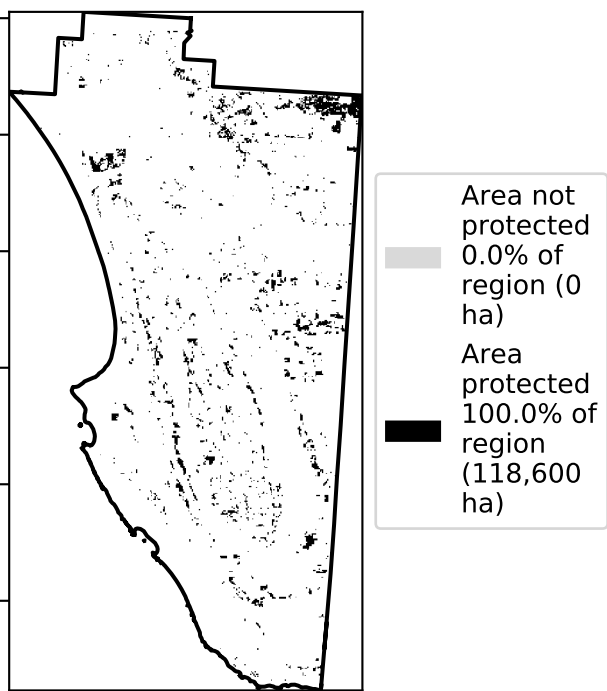 Area not
protected
0.0% of
region (0
ha)
Area
protected
100.0% of
region
(118,600
ha)